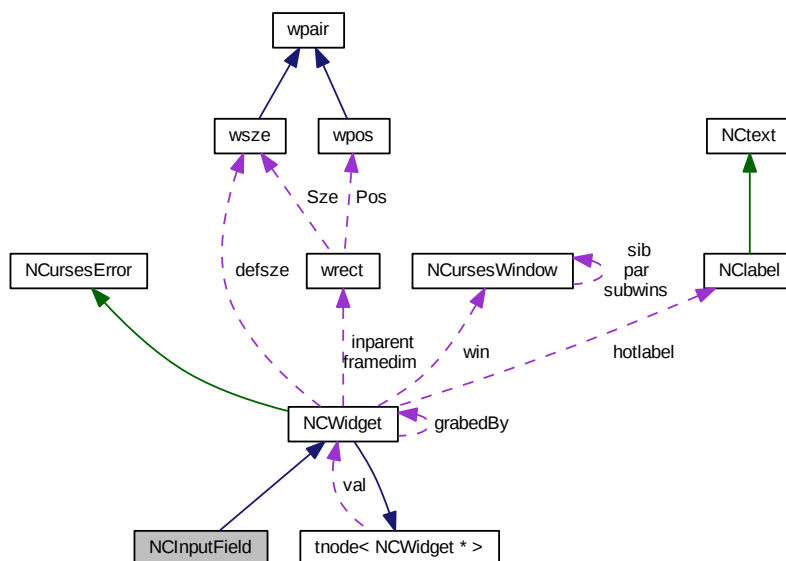 wpair
wsze
wpos
NCtext
Sze
Pos
NCursesError
defsze
wrect
NCursesWindow
sib
par
subwins
NClabel
inparent
framedim
win
hotlabel
NCWidget
grabedBy
val
NCInputField
tnode< NCWidget * >